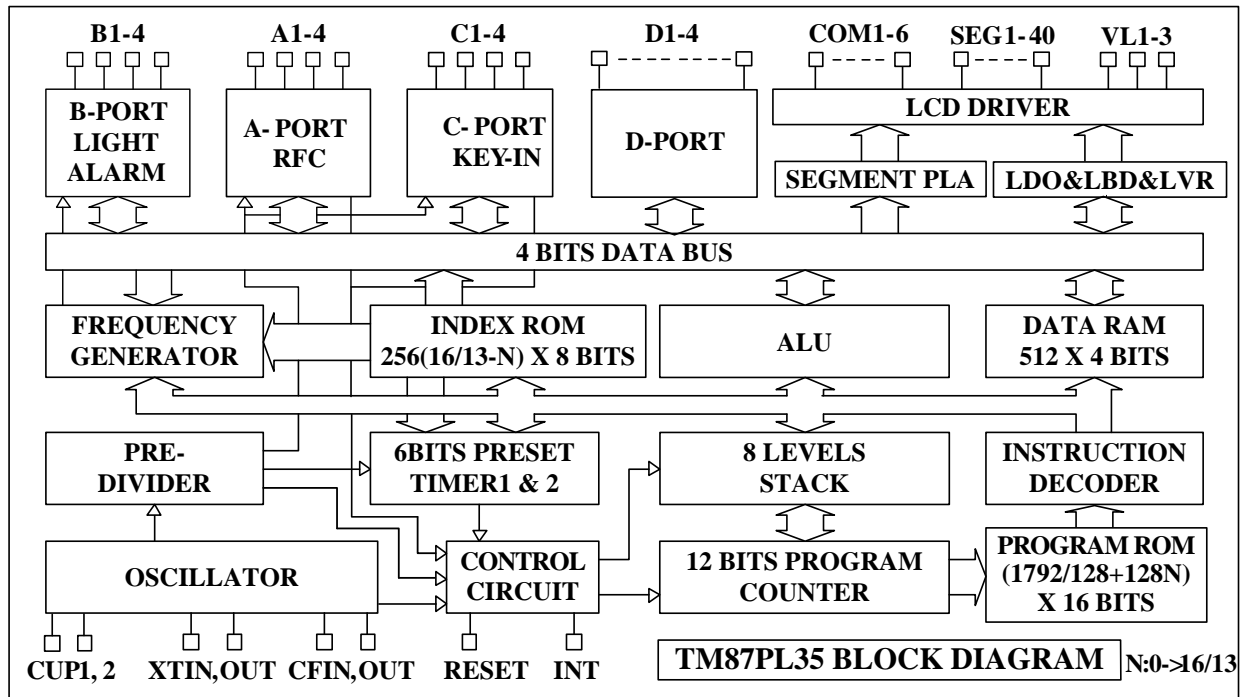 B1-4 A1-4 C1-4 D1-4 COM1-6 SEG1-40 VL1-3
B-PORT
LIGHT
ALARM
A- PORT
RFC
C- PORT
KEY-IN
D-PORT
LCD DRIVER
SEGMENT PLA
LDO&LBD&LVR
4 BITS DATA BUS
FREQUENCY
GENERATOR
INDEX ROM
256(16/13-N) X 8 BITS
ALU
DATA RAM
512 X 4 BITS
PRE-
DIVIDER
6BITS PRESET
TIMER1 & 2
8 LEVELS
STACK
INSTRUCTION
DECODER
OSCILLATOR
CONTROL
CIRCUIT
12 BITS PROGRAM
COUNTER
PROGRAM ROM
(1792/128+128N)
X 16 BITS
CUP1, 2 XTIN,OUT CFIN,OUT RESET INT
TM87PL35 BLOCK DIAGRAM N:0->16/13